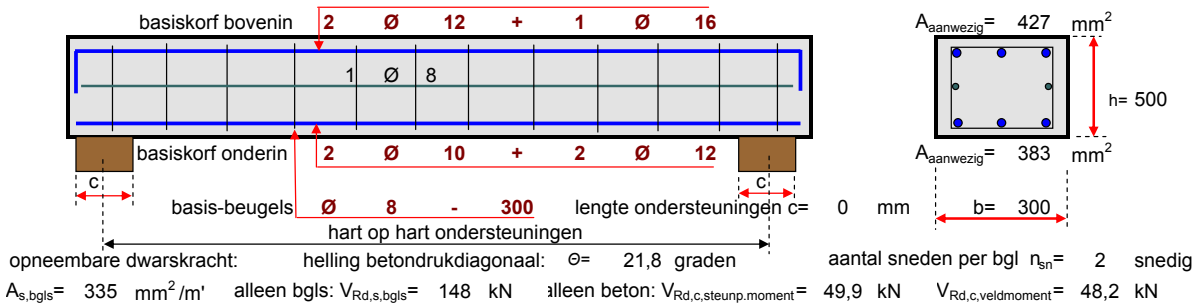 basiskorf bovenin 2 Ø 12 + 1 Ø 16
A_aanwezig= 427 mm²
1 Ø 8
h= 500
basiskorf onderin 2 Ø 10 + 2 Ø 12
A_aanwezig= 383 mm²
c
c
basis-beugels Ø 8 - 300
lengte ondersteuningen c= 0 mm
b= 300
hart op hart ondersteuningen
opneembare dwarskracht: helling betondrukdiagonaal: Θ= 21,8 graden aantal sneden per bgl n_sn= 2 snedig
A_s,bgls= 335 mm²/m' alleen bgls: V_Rd,s,bgls= 148 kN alleen beton: V_Rd,c,steunp.moment= 49,9 kN V_Rd,c,veldmoment= 48,2 kN